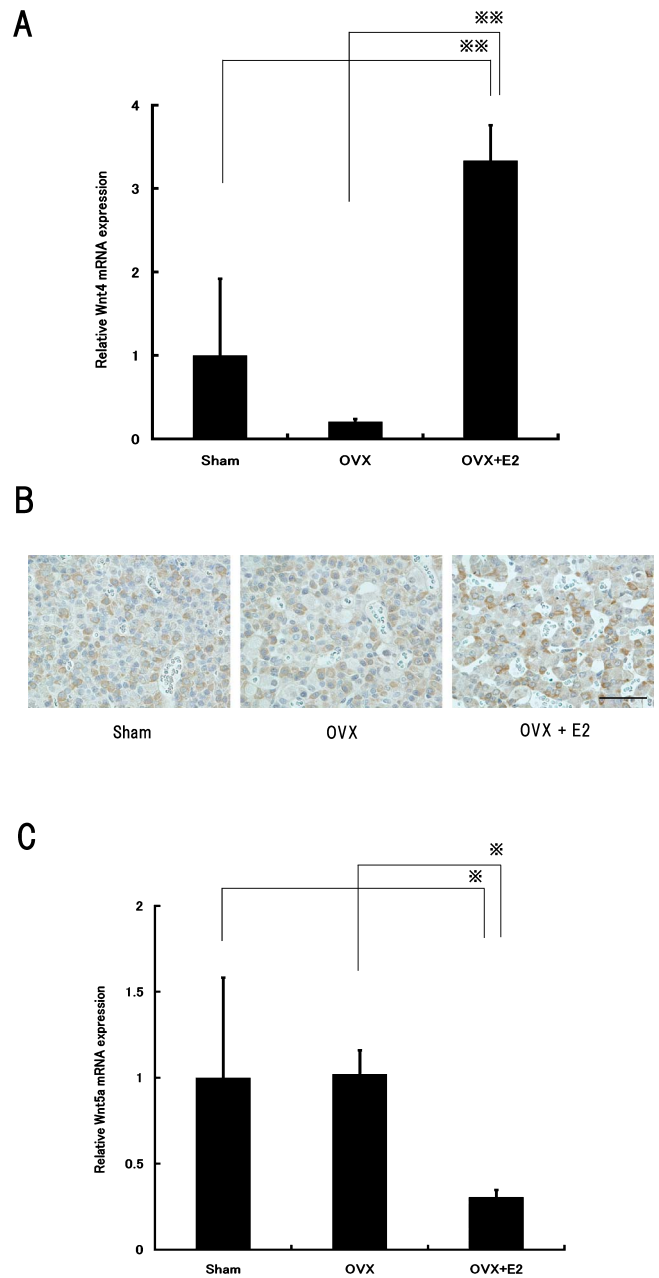 A
※※
※※
4
3
2
1
0
Relative Wnt4 mRNA expression
Sham OVX OVX+E2
B
Sham OVX OVX + E2
C
※
※
2
1.5
1
0.5
0
Relative Wnt5a mRNA expression
Sham OVX OVX+E2